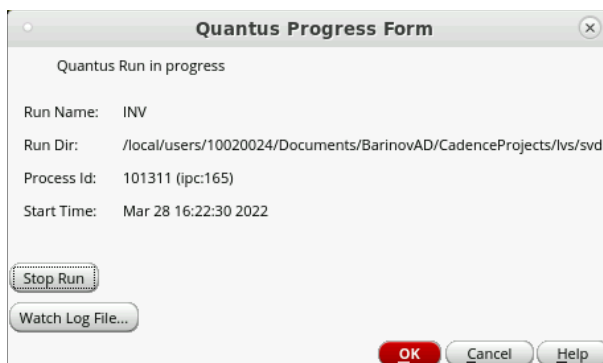 Quantus Progress Form
Quantus Run in progress
Run Name: INV
Run Dir: /local/users/10020024/Documents/BarinovAD/CadenceProjects/lvs/svd
Process Id: 101311 (ipc:165)
Start Time: Mar 28 16:22:30 2022
Stop Run
Watch Log File...
OK Cancel Help